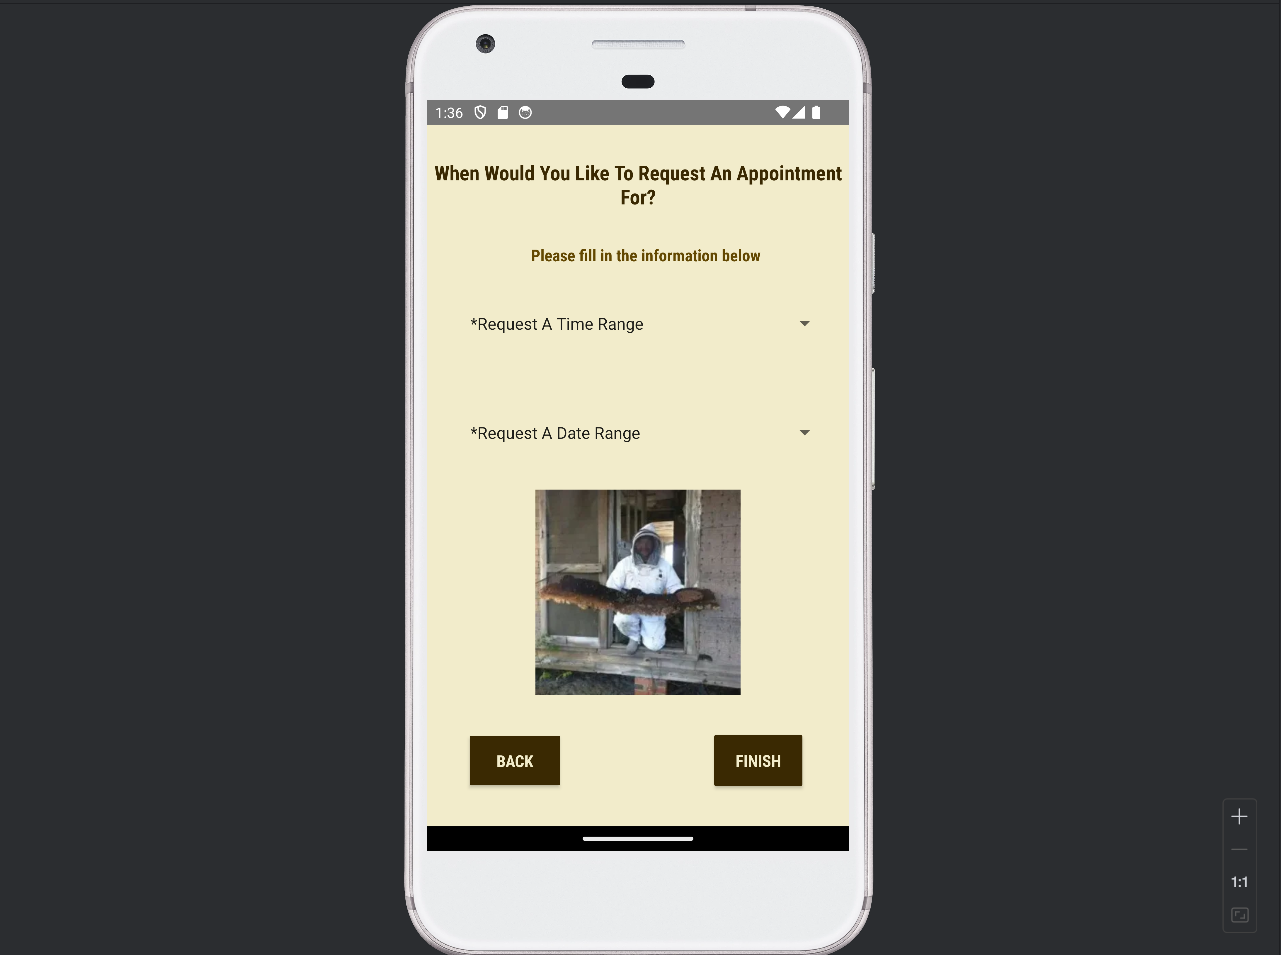 1:36
When Would You Like To Request An Appointment
For?
Please fill in the information below
*Request A Time Range
*Request A Date Range
BACK
FINISH
1:1